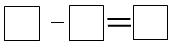 □ − □ = □